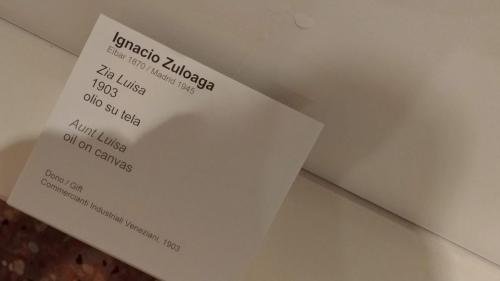 Ignacio Zuloaga
Eibar 1870 / Madrid 1945
Zia Luisa
1903
olio su tela
Aunt Luisa
oil on canvas
Dono / Gift
Commercianti Industriali Veneziani, 1903